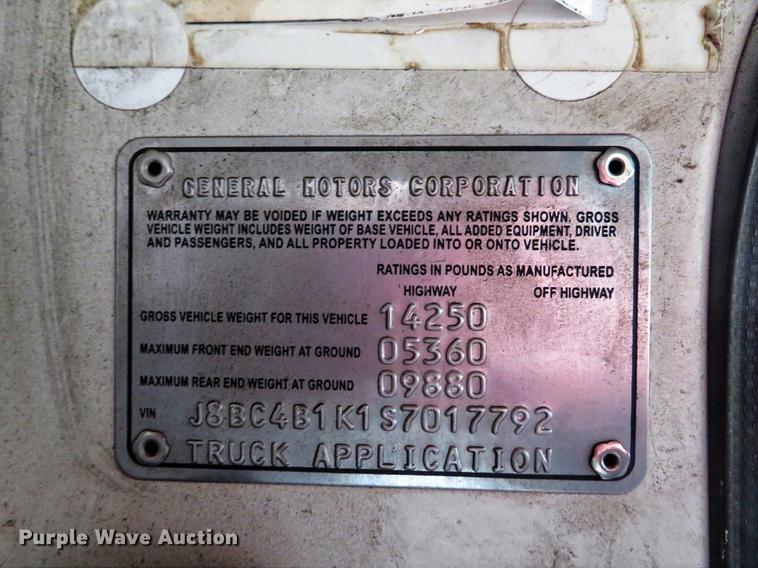 GENERAL MOTORS CORPORATION
WARRANTY MAY BE VOIDED IF WEIGHT EXCEEDS ANY RATINGS SHOWN. GROSS
VEHICLE WEIGHT INCLUDES WEIGHT OF BASE VEHICLE, ALL ADDED EQUIPMENT, DRIVER
AND PASSENGERS, AND ALL PROPERTY LOADED INTO OR ONTO VEHICLE.
RATINGS IN POUNDS AS MANUFACTURED
HIGHWAY OFF HIGHWAY
GROSS VEHICLE WEIGHT FOR THIS VEHICLE 14250
MAXIMUM FRONT END WEIGHT AT GROUND 05360
MAXIMUM REAR END WEIGHT AT GROUND 09880
VIN J8BC4B1K1S7017792
TRUCK APPLICATION
Purple Wave Auction